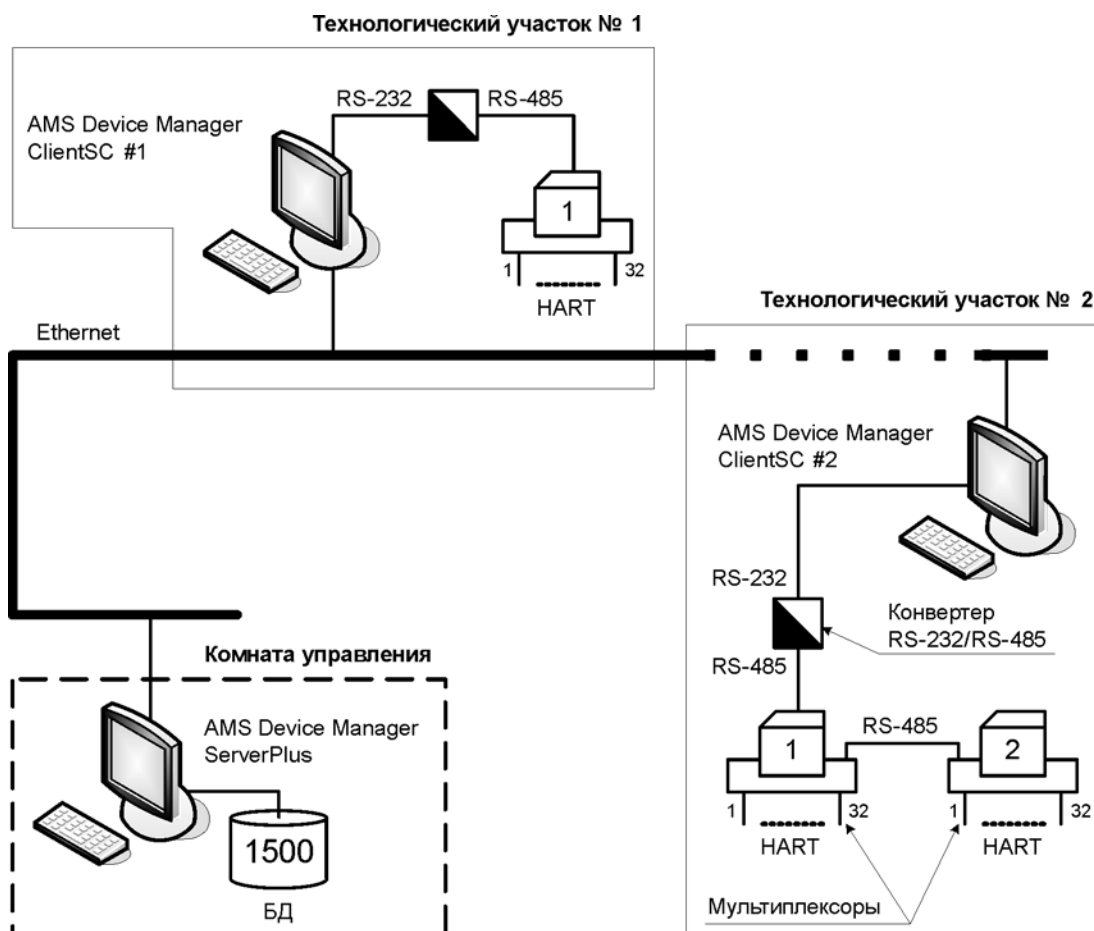 Технологический участок № 1
RS-232
RS-485
AMS Device Manager
ClientSC #1
1
1
32
HART
Ethernet
Технологический участок № 2
AMS Device Manager
ClientSC #2
RS-232
Конвертер
RS-232/RS-485
RS-485
Комната управления
AMS Device Manager
ServerPlus
1500
БД
RS-485
1
2
1
32
1
32
HART
HART
Мультиплексоры